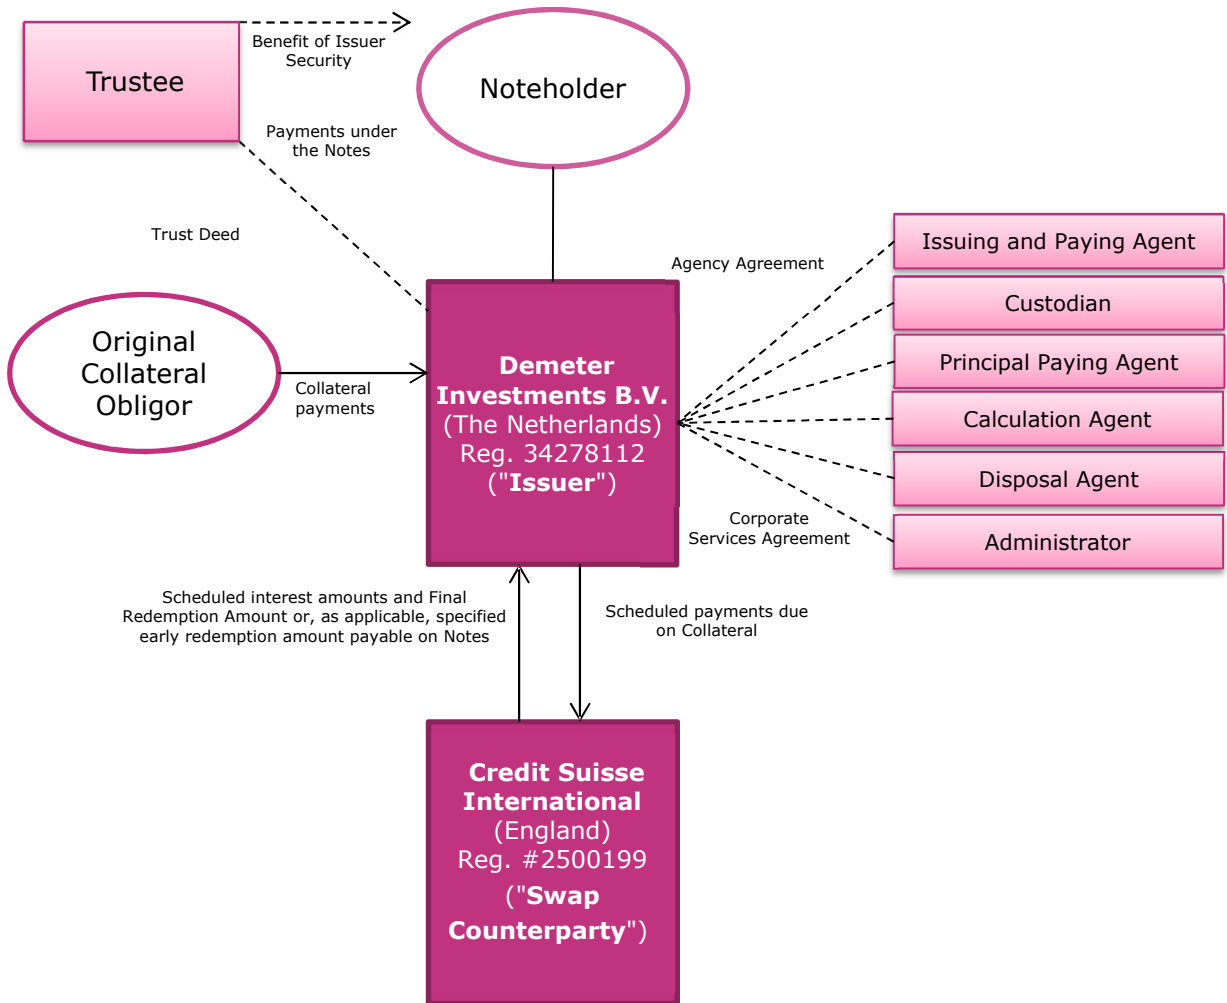 Trustee
Benefit of Issuer
Security
Noteholder
Payments under
the Notes
Trust Deed
Agency Agreement
Issuing and Paying Agent
Custodian
Principal Paying Agent
Calculation Agent
Disposal Agent
Administrator
Original
Collateral
Obligor
Collateral
payments
Demeter
Investments B.V.
(The Netherlands)
Reg. 34278112
("Issuer")
Corporate
Services Agreement
Scheduled interest amounts and Final
Redemption Amount or, as applicable, specified
early redemption amount payable on Notes
Scheduled payments due
on Collateral
Credit Suisse
International
(England)
Reg. #2500199
("Swap
Counterparty")